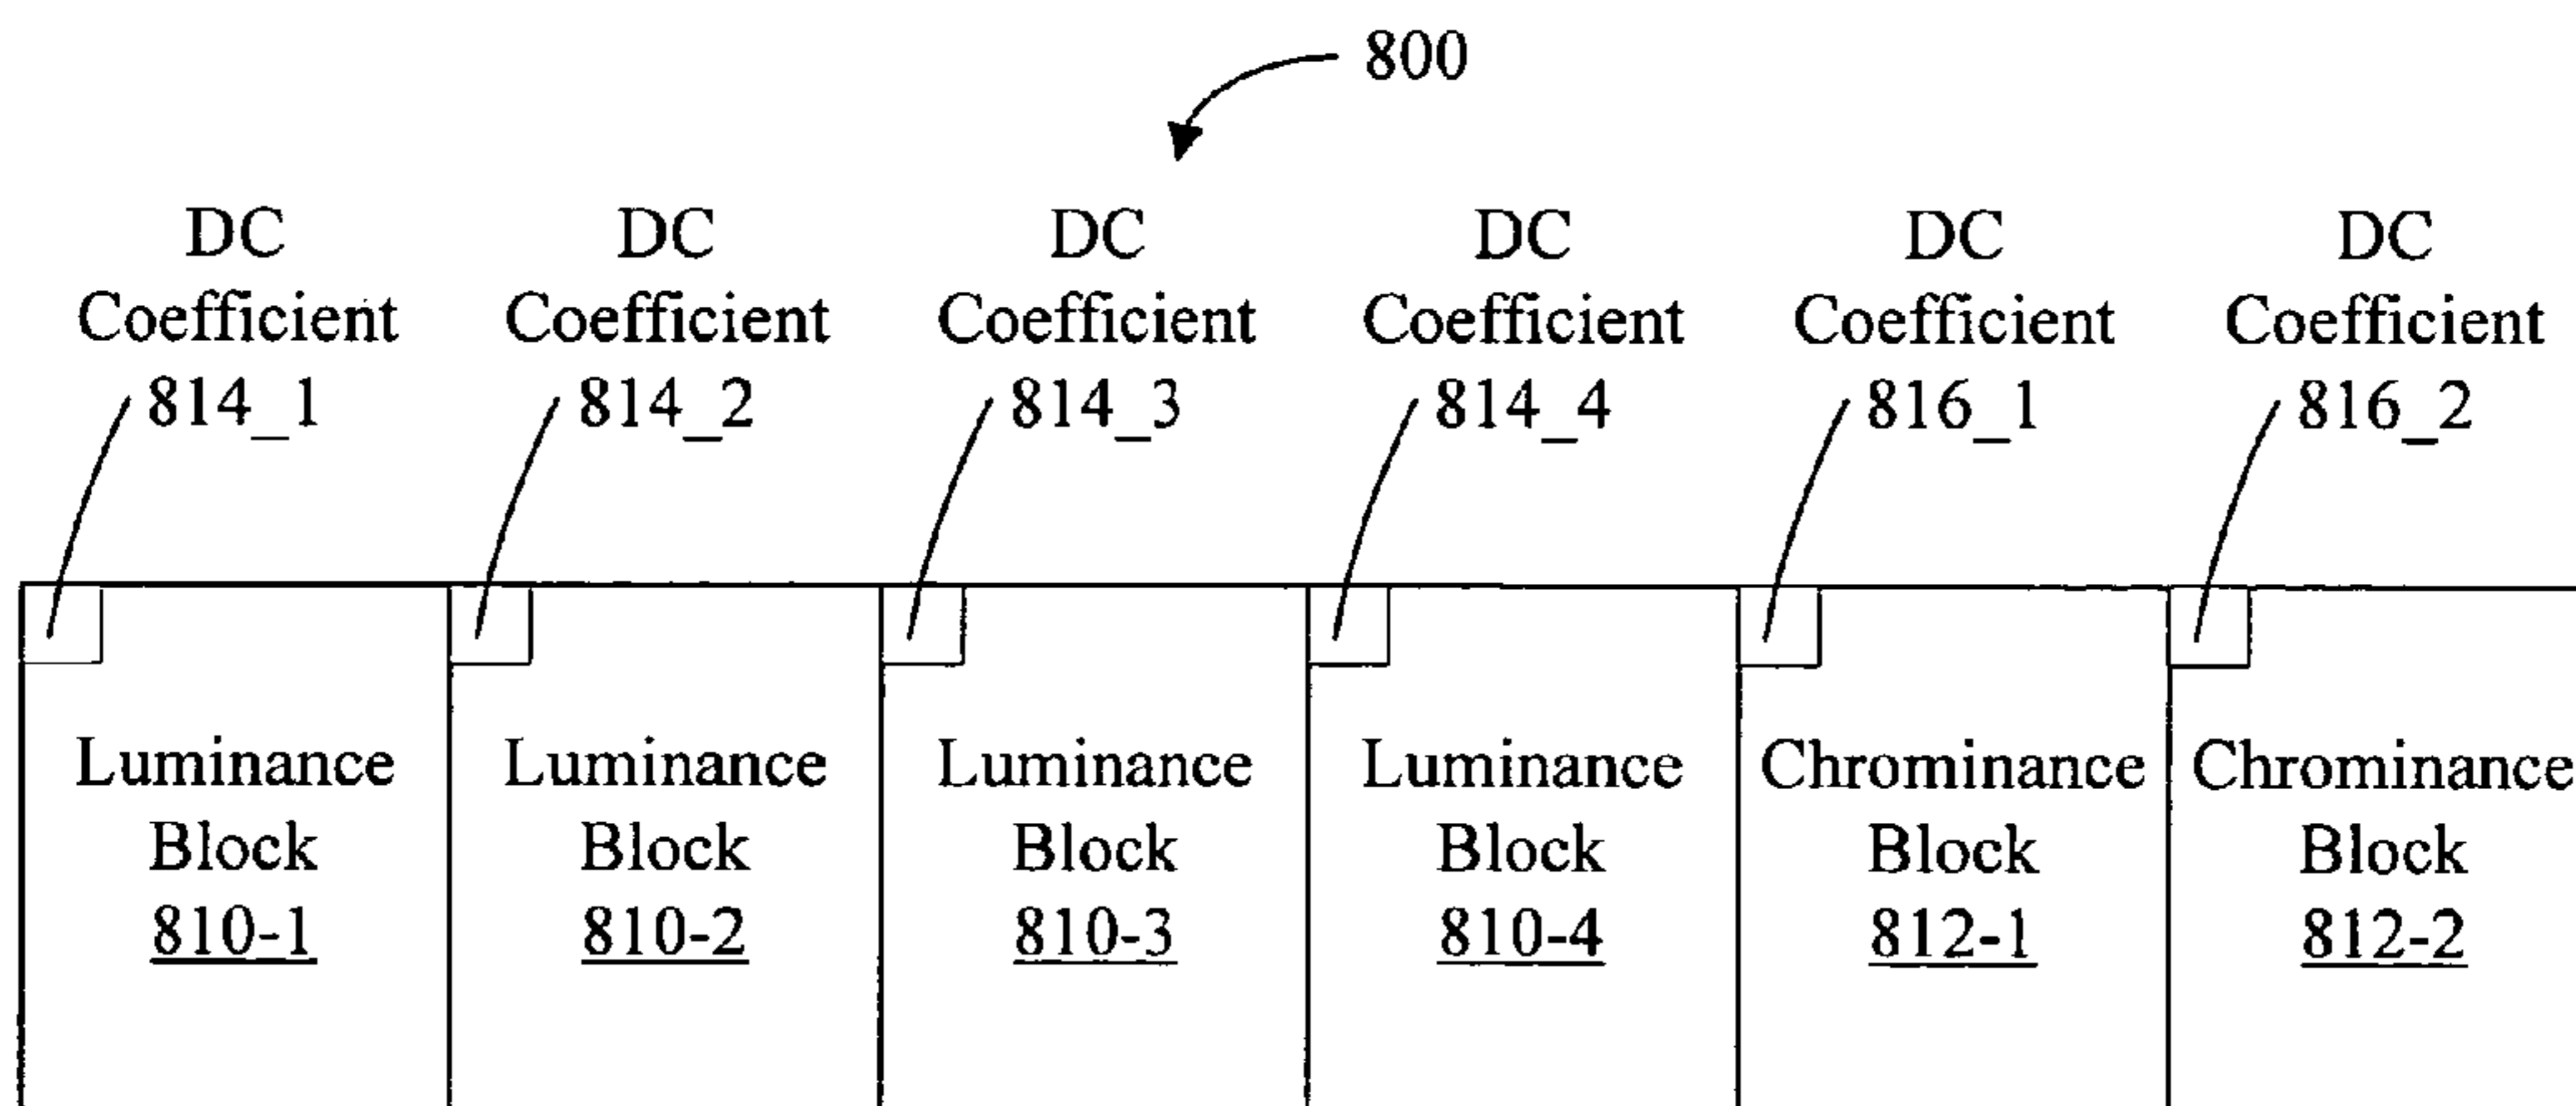 800
DC
Coefficient
814_1
DC
Coefficient
814_2
DC
Coefficient
814_3
DC
Coefficient
814_4
DC
Coefficient
816_1
DC
Coefficient
816_2
Luminance
Block
810-1
Luminance
Block
810-2
Luminance
Block
810-3
Luminance
Block
810-4
Chrominance
Block
812-1
Chrominance
Block
812-2